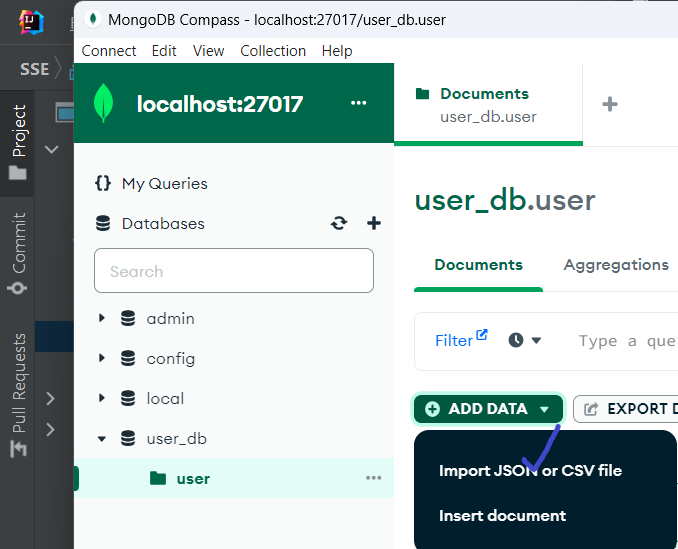 MongoDB Compass - localhost:27017/user_db.user
Connect Edit View Collection Help
SSE
Project
Commit
Pull Requests
localhost:27017
{} My Queries
Databases
Search
admin
config
local
user_db
user
Documents
user_db.user
user_db.user
Documents Aggregations
Filter
Type a que
ADD DATA
EXPORT D
Import JSON or CSV file
Insert document